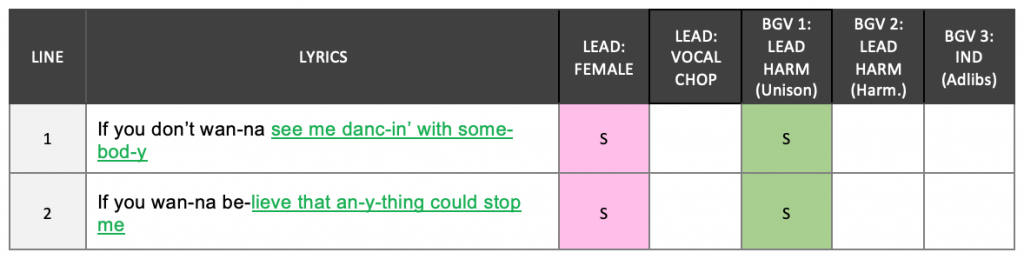 LINE LYRICS LEAD: FEMALE LEAD: VOCAL CHOP BGV 1: LEAD HARM (Unison) BGV 2: LEAD HARM (Harm.) BGV 3: IND (Adlibs)
1 If you don’t wan-na see me danc-in’ with some-
bod-y S S
2 If you wan-na be-lieve that an-y-thing could stop
me S S